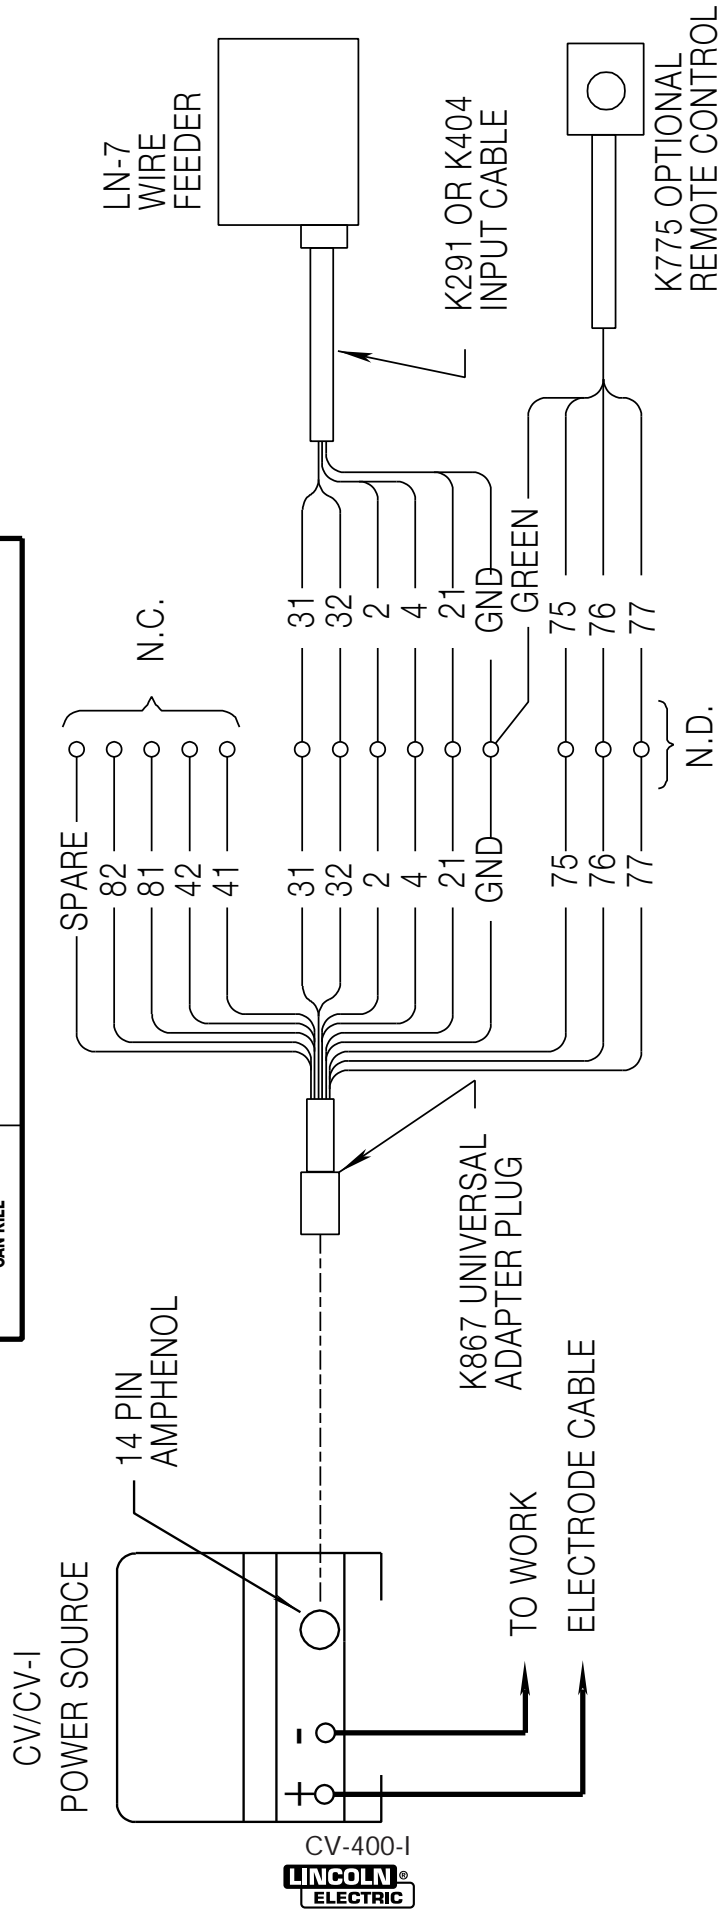 CAN KILL
CV/CV-I
POWER SOURCE
14 PIN
AMPHENOL
+
-
TO WORK
ELECTRODE CABLE
K867 UNIVERSAL
ADAPTER PLUG
SPARE
82
81
42
41
31
32
2
4
21
GND
75
76
77
N.C.
31
32
2
4
21
GND
GREEN
75
76
77
N.D.
LN-7
WIRE
FEEDER
K291 OR K404
INPUT CABLE
K775 OPTIONAL
REMOTE CONTROL
CV-400-I
LINCOLN ®
ELECTRIC